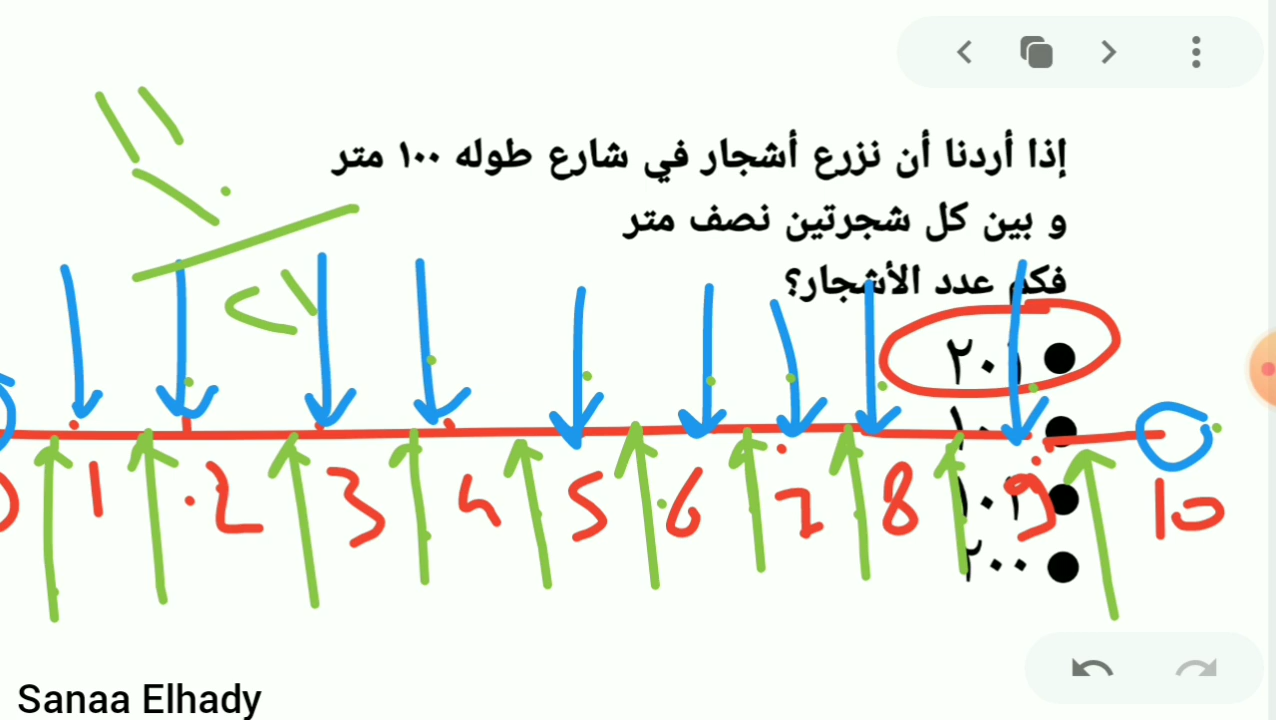 إذا أردنا أن نزرع أشجار في شارع طوله ١٠٠ متر
و بين كل شجرتين نصف متر
فكم عدد الأشجار؟
● ٢٠١
●
● ١٠١
● ٢٠٠
0 1 2 3 4 5 6 7 8 9 10
Sanaa Elhady